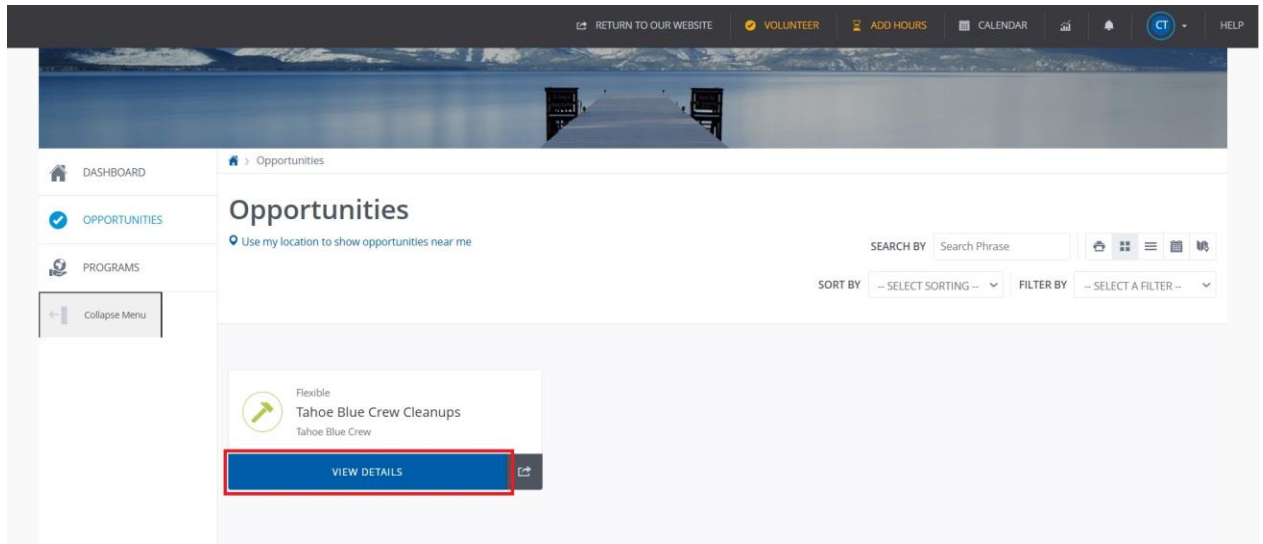 RETURN TO OUR WEBSITE VOLUNTEER ADD HOURS CALENDAR CT HELP
DASHBOARD
OPPORTUNITIES
PROGRAMS
Collapse Menu
> Opportunities
Opportunities
Use my location to show opportunities near me
SEARCH BY Search Phrase
SORT BY -- SELECT SORTING -- FILTER BY -- SELECT A FILTER --
Flexible
Tahoe Blue Crew Cleanups
Tahoe Blue Crew
VIEW DETAILS